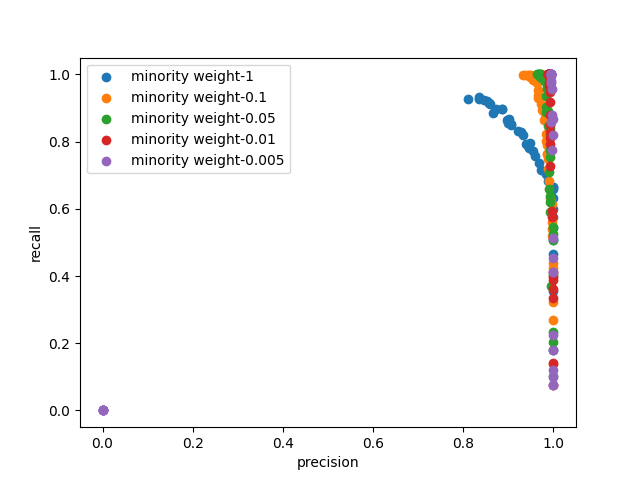 minority weight-1
minority weight-0.1
minority weight-0.05
minority weight-0.01
minority weight-0.005
1.0
0.8
0.6
0.4
0.2
0.0
recall
0.0 0.2 0.4 0.6 0.8 1.0
precision